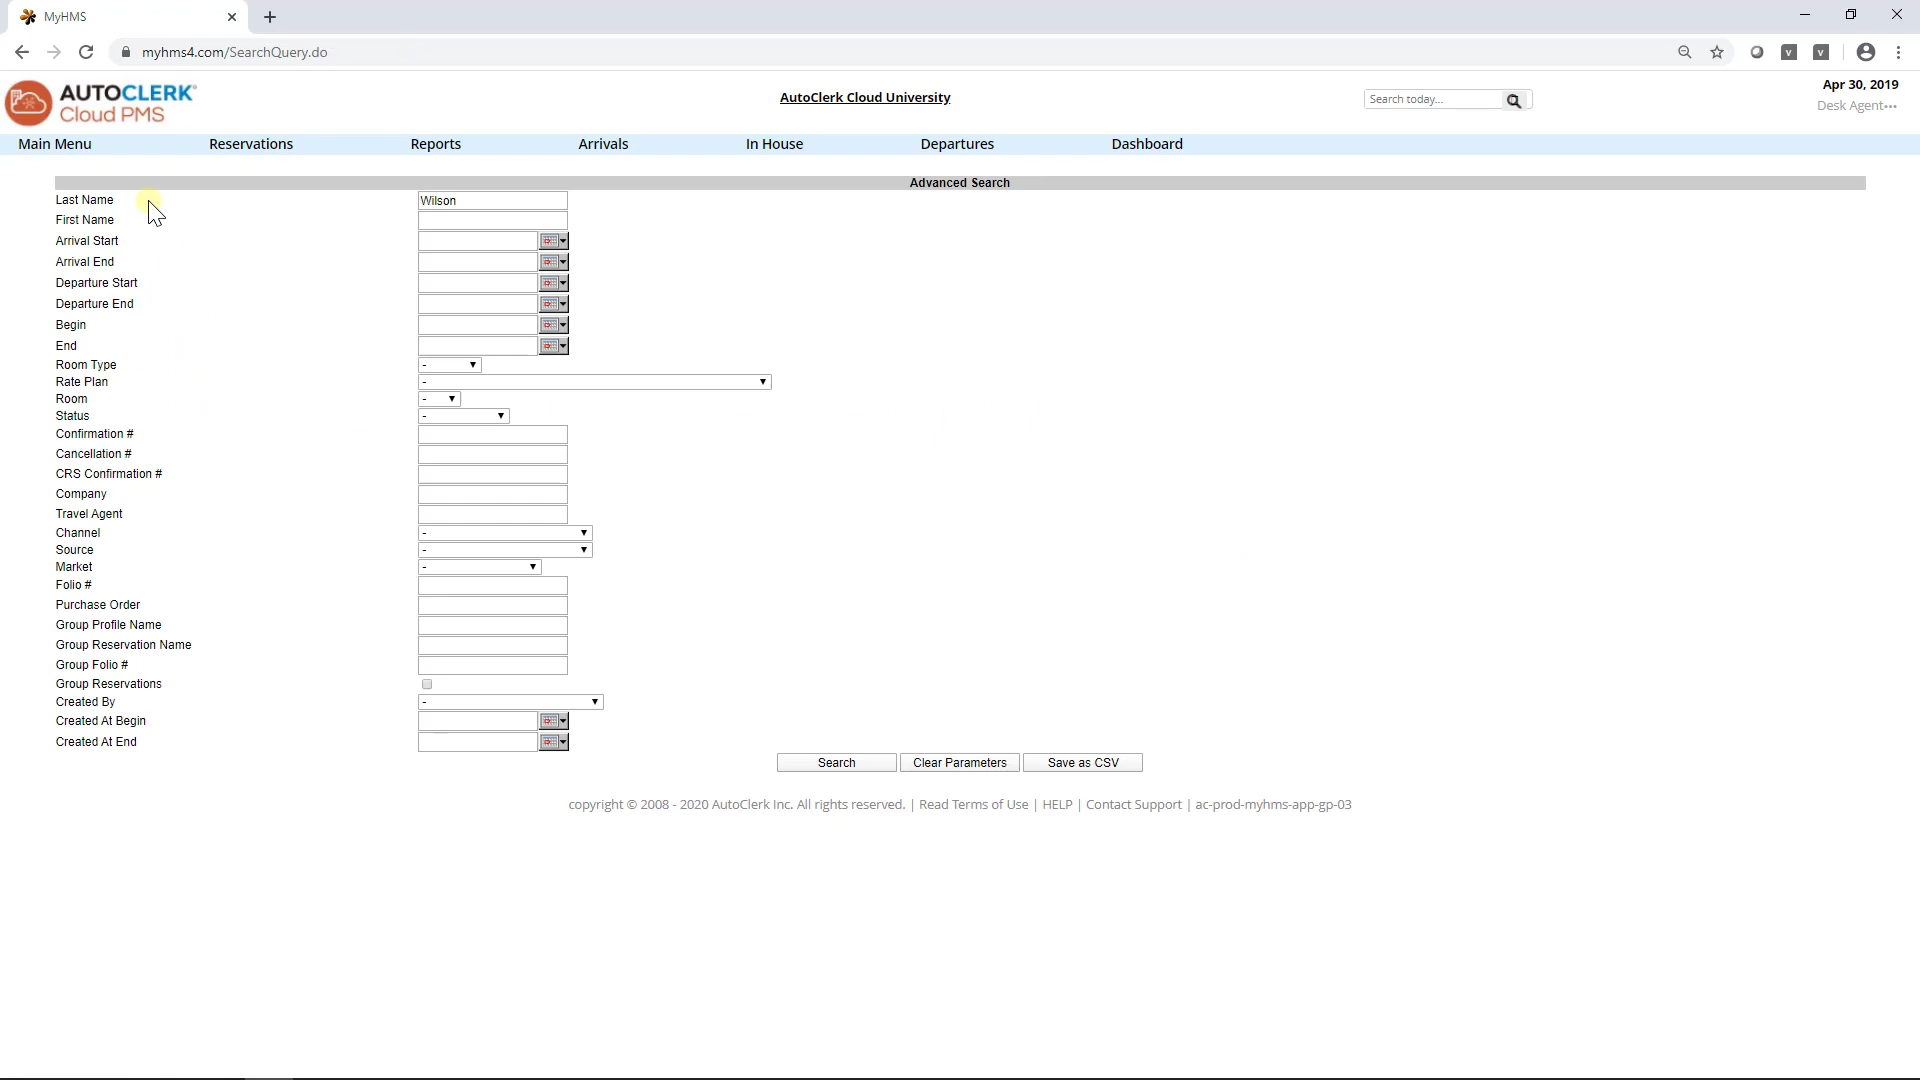 MyHMS
myhms4.com/SearchQuery.do
AUTOCLERK
Cloud PMS
AutoClerk Cloud University
Search today...
Apr 30, 2019
Desk Agent•••
Main Menu Reservations Reports Arrivals In House Departures Dashboard
Advanced Search
Last Name Wilson
First Name
Arrival Start
Arrival End
Departure Start
Departure End
Begin
End
Room Type -
Rate Plan -
Room -
Status -
Confirmation #
Cancellation #
CRS Confirmation #
Company
Travel Agent
Channel -
Source -
Market -
Folio #
Purchase Order
Group Profile Name
Group Reservation Name
Group Folio #
Group Reservations
Created By -
Created At Begin
Created At End
Search Clear Parameters Save as CSV
copyright © 2008 - 2020 AutoClerk Inc. All rights reserved. | Read Terms of Use | HELP | Contact Support | ac-prod-myhms-app-gp-03